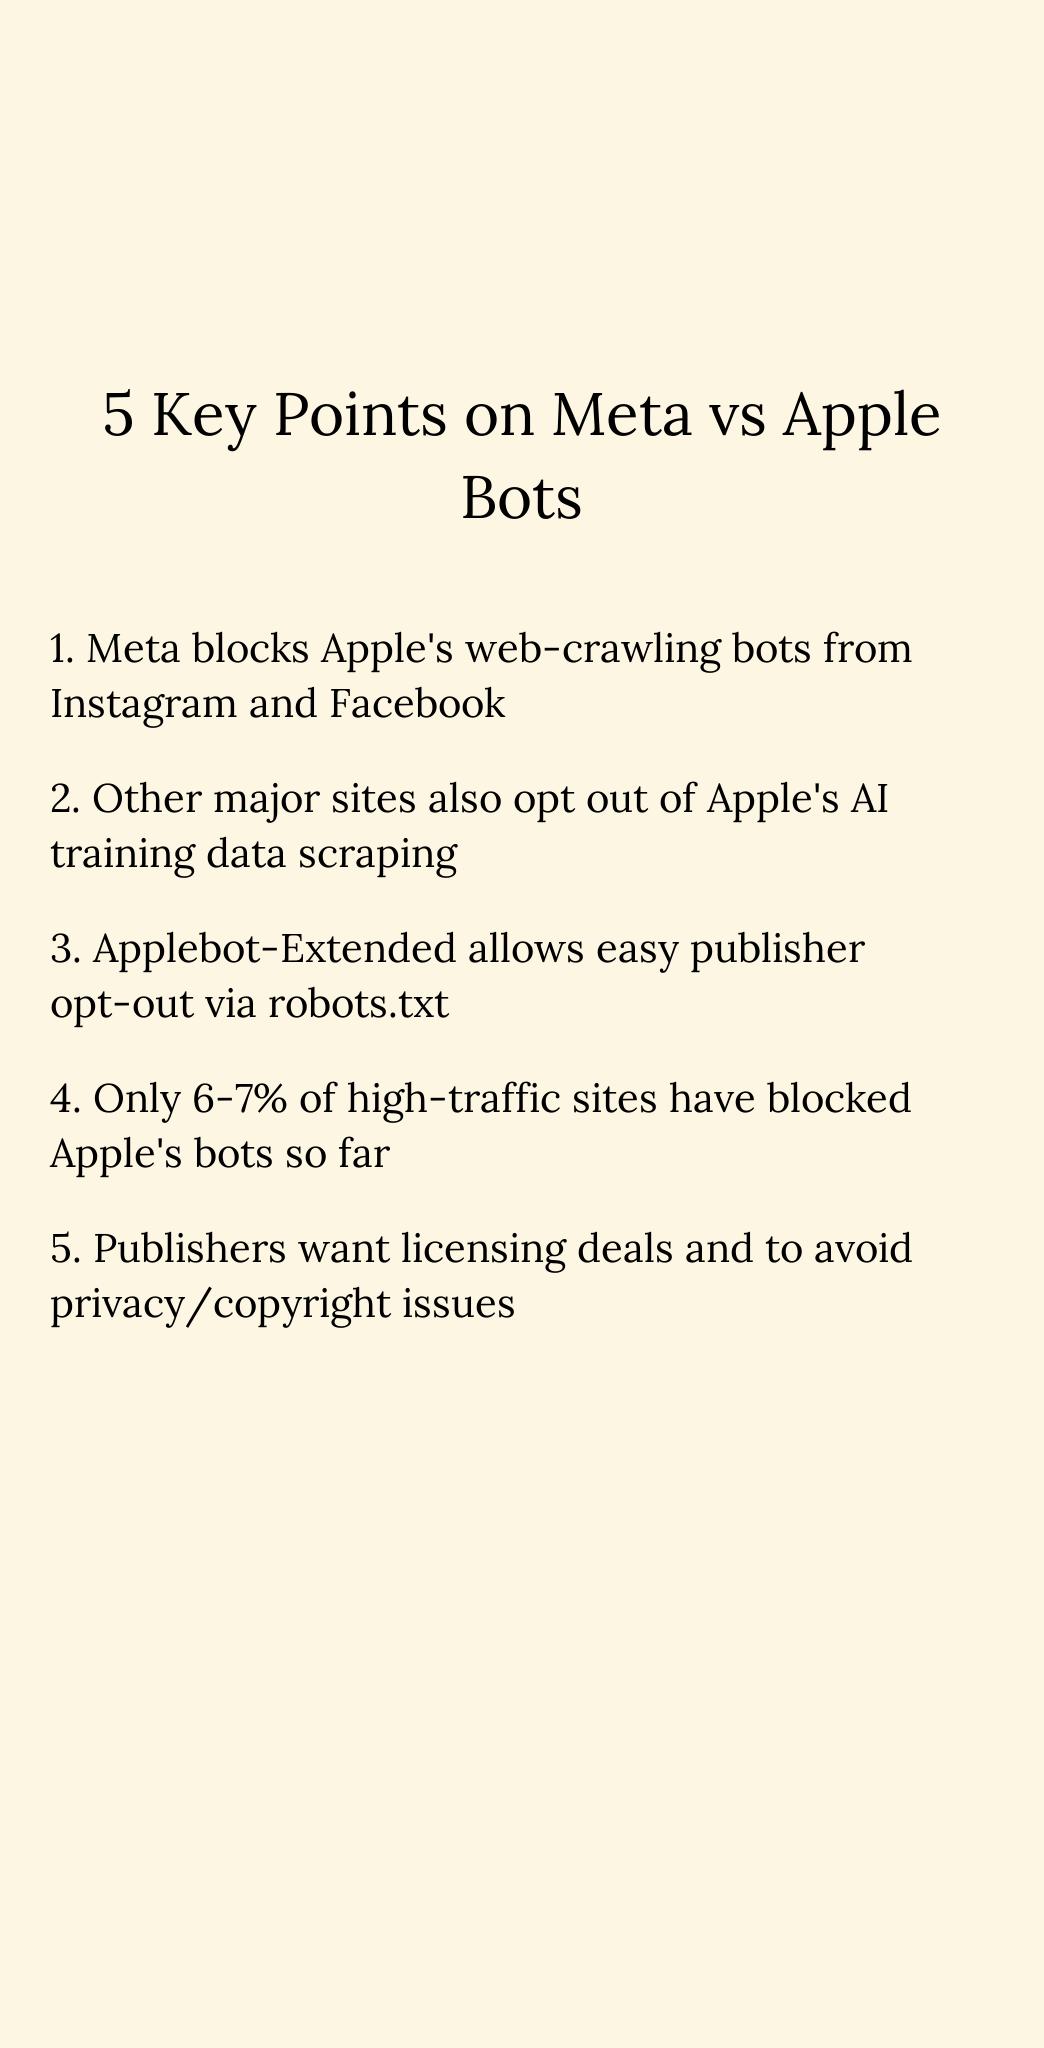 5 Key Points on Meta vs Apple
Bots
1. Meta blocks Apple's web-crawling bots from
Instagram and Facebook
2. Other major sites also opt out of Apple's AI
training data scraping
3. Applebot-Extended allows easy publisher
opt-out via robots.txt
4. Only 6-7% of high-traffic sites have blocked
Apple's bots so far
5. Publishers want licensing deals and to avoid
privacy/copyright issues